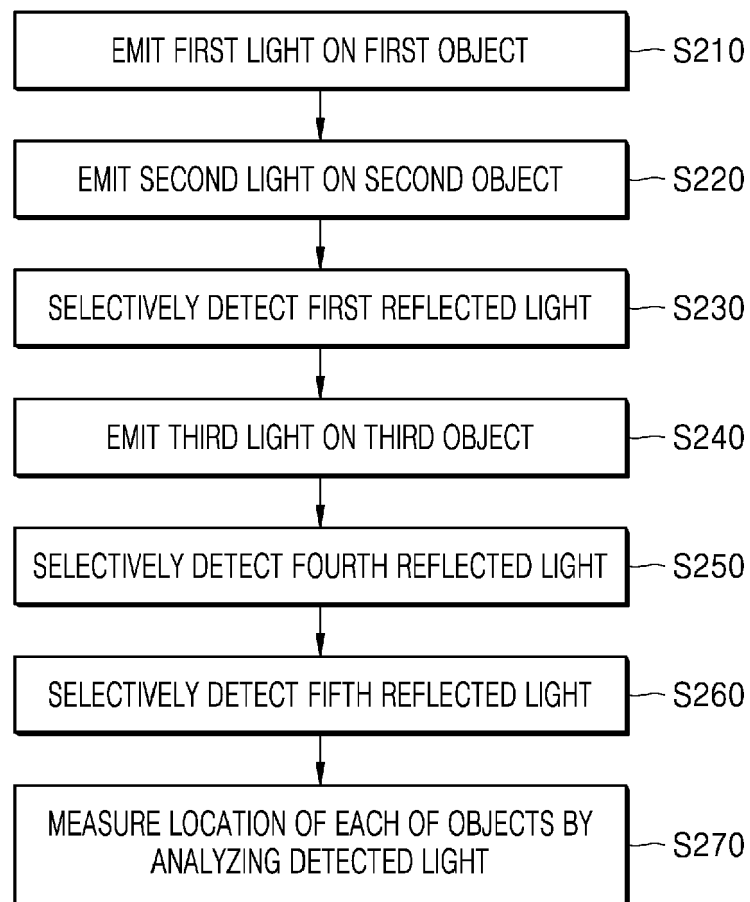 EMIT FIRST LIGHT ON FIRST OBJECT S210
EMIT SECOND LIGHT ON SECOND OBJECT S220
SELECTIVELY DETECT FIRST REFLECTED LIGHT S230
EMIT THIRD LIGHT ON THIRD OBJECT S240
SELECTIVELY DETECT FOURTH REFLECTED LIGHT S250
SELECTIVELY DETECT FIFTH REFLECTED LIGHT S260
MEASURE LOCATION OF EACH OF OBJECTS BY
ANALYZING DETECTED LIGHT S270